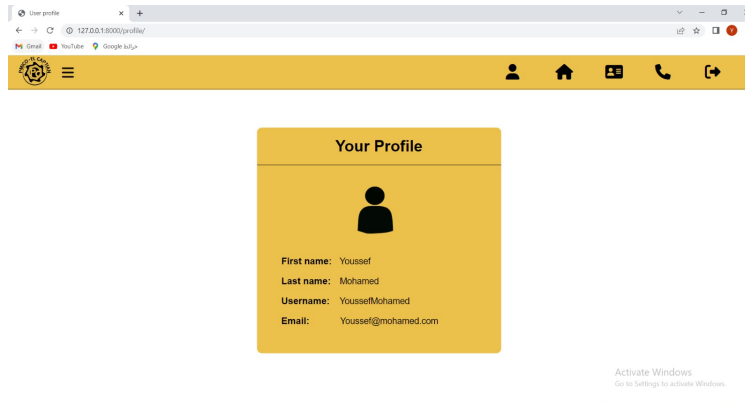 User profile
127.0.0.1:8000/profile/
Gmail YouTube Google خرائط
Y
Your Profile
First name: Youssef
Last name: Mohamed
Username: YoussefMohamed
Email: Youssef@mohamed.com
Activate Windows
Go to Settings to activate Windows.